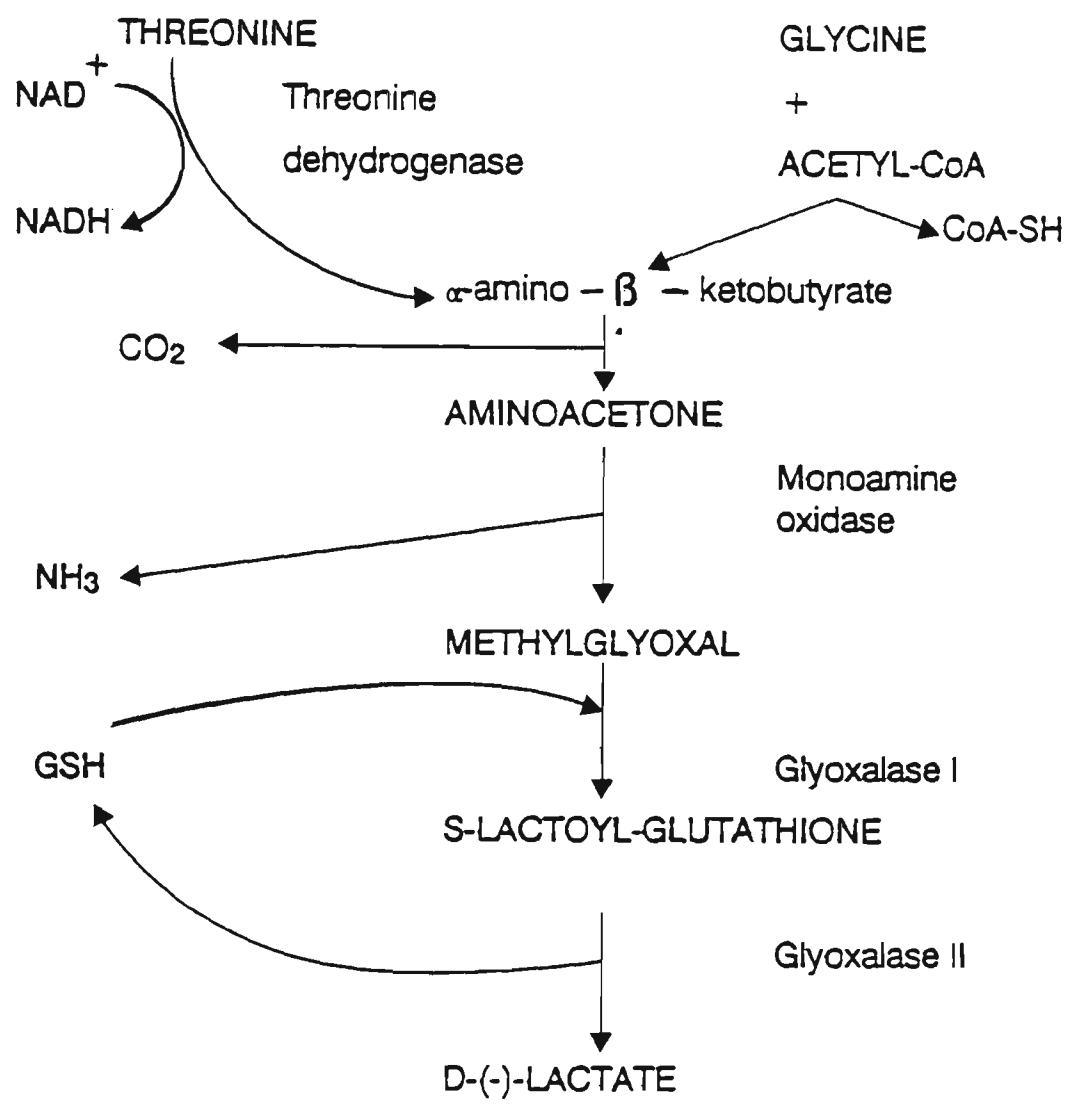 THREONINE
GLYCINE
NAD+
Threonine
+
dehydrogenase
ACETYL-CoA
NADH
CoA-SH
α-amino – β – ketobutyrate
CO2
AMINOACETONE
Monoamine
oxidase
NH3
METHYLGLYOXAL
GSH
Glyoxalase I
S-LACTOYL-GLUTATHIONE
Glyoxalase II
D-(-)-LACTATE